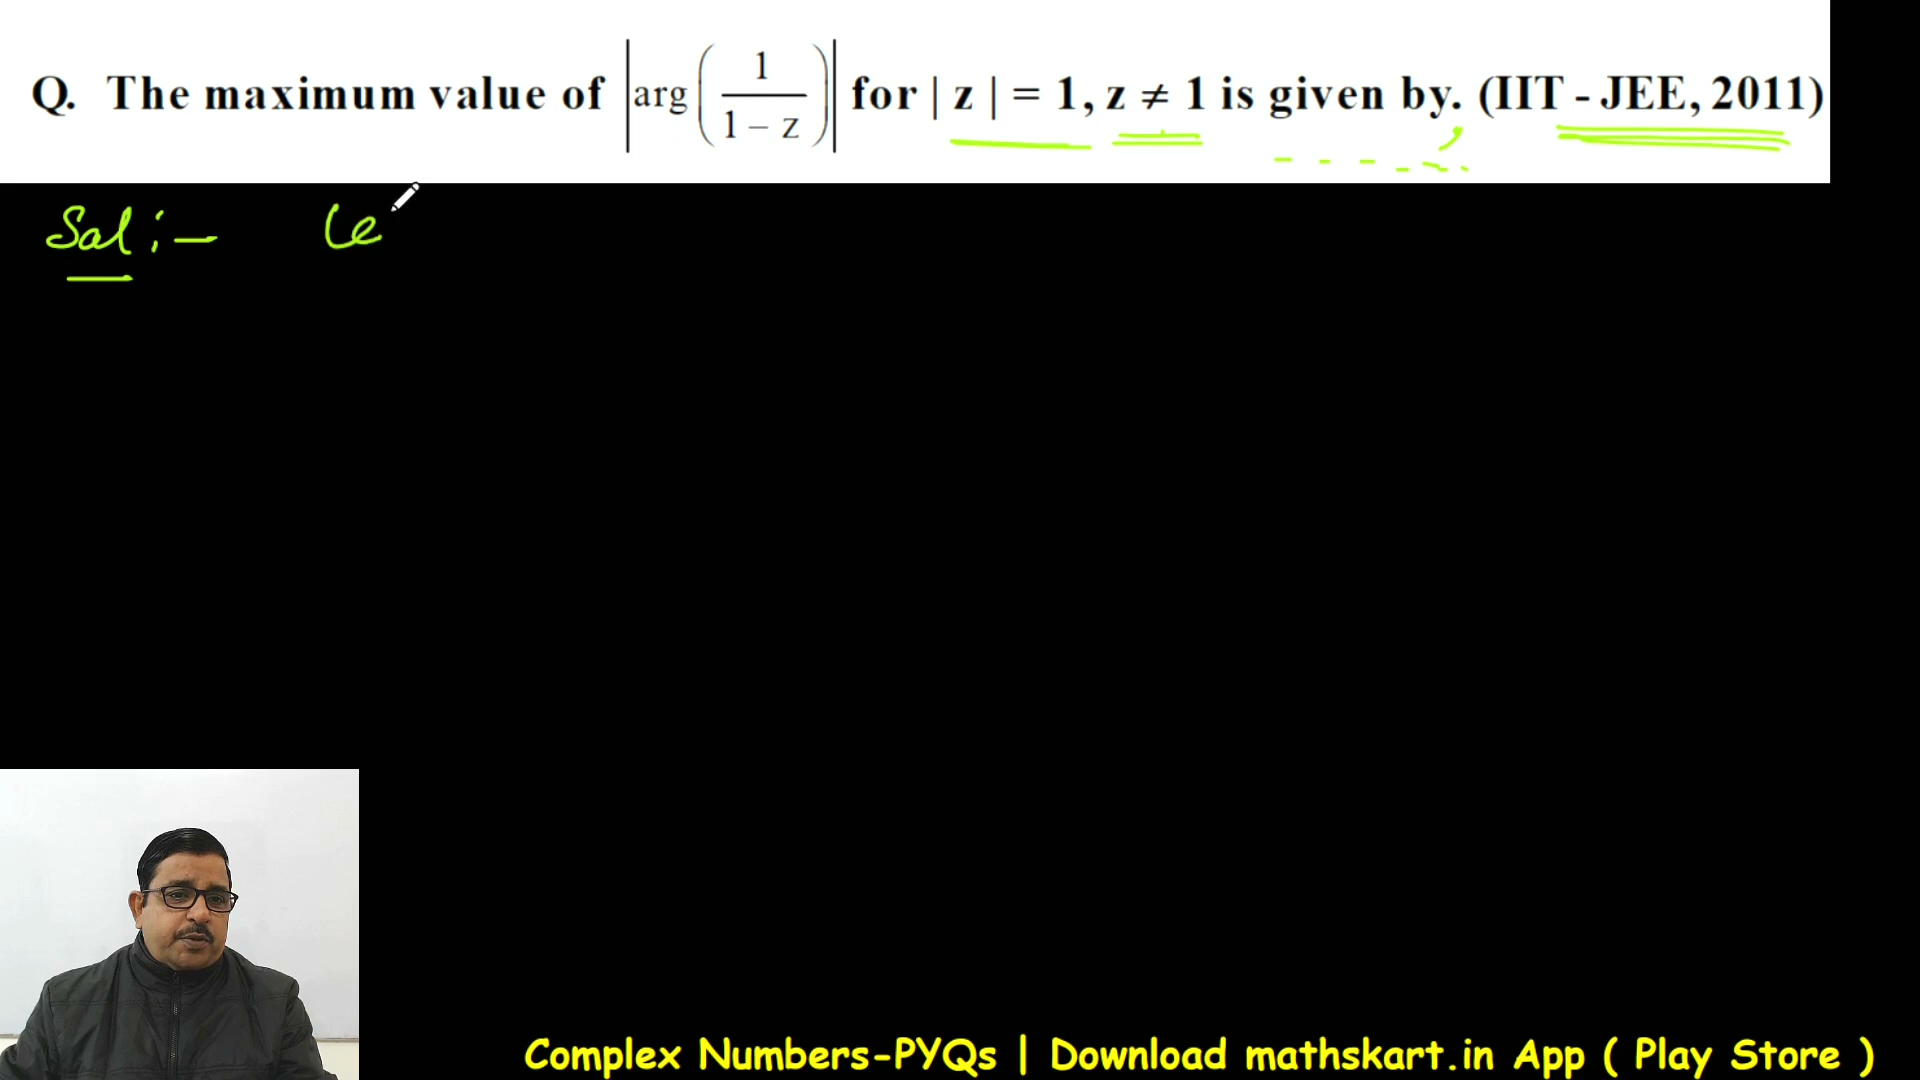 Q. The maximum value of |arg(1/(1 – z))| for | z | = 1, z ≠ 1 is given by. (IIT - JEE, 2011)
Sol :– Le
Complex Numbers-PYQs | Download mathskart.in App ( Play Store )